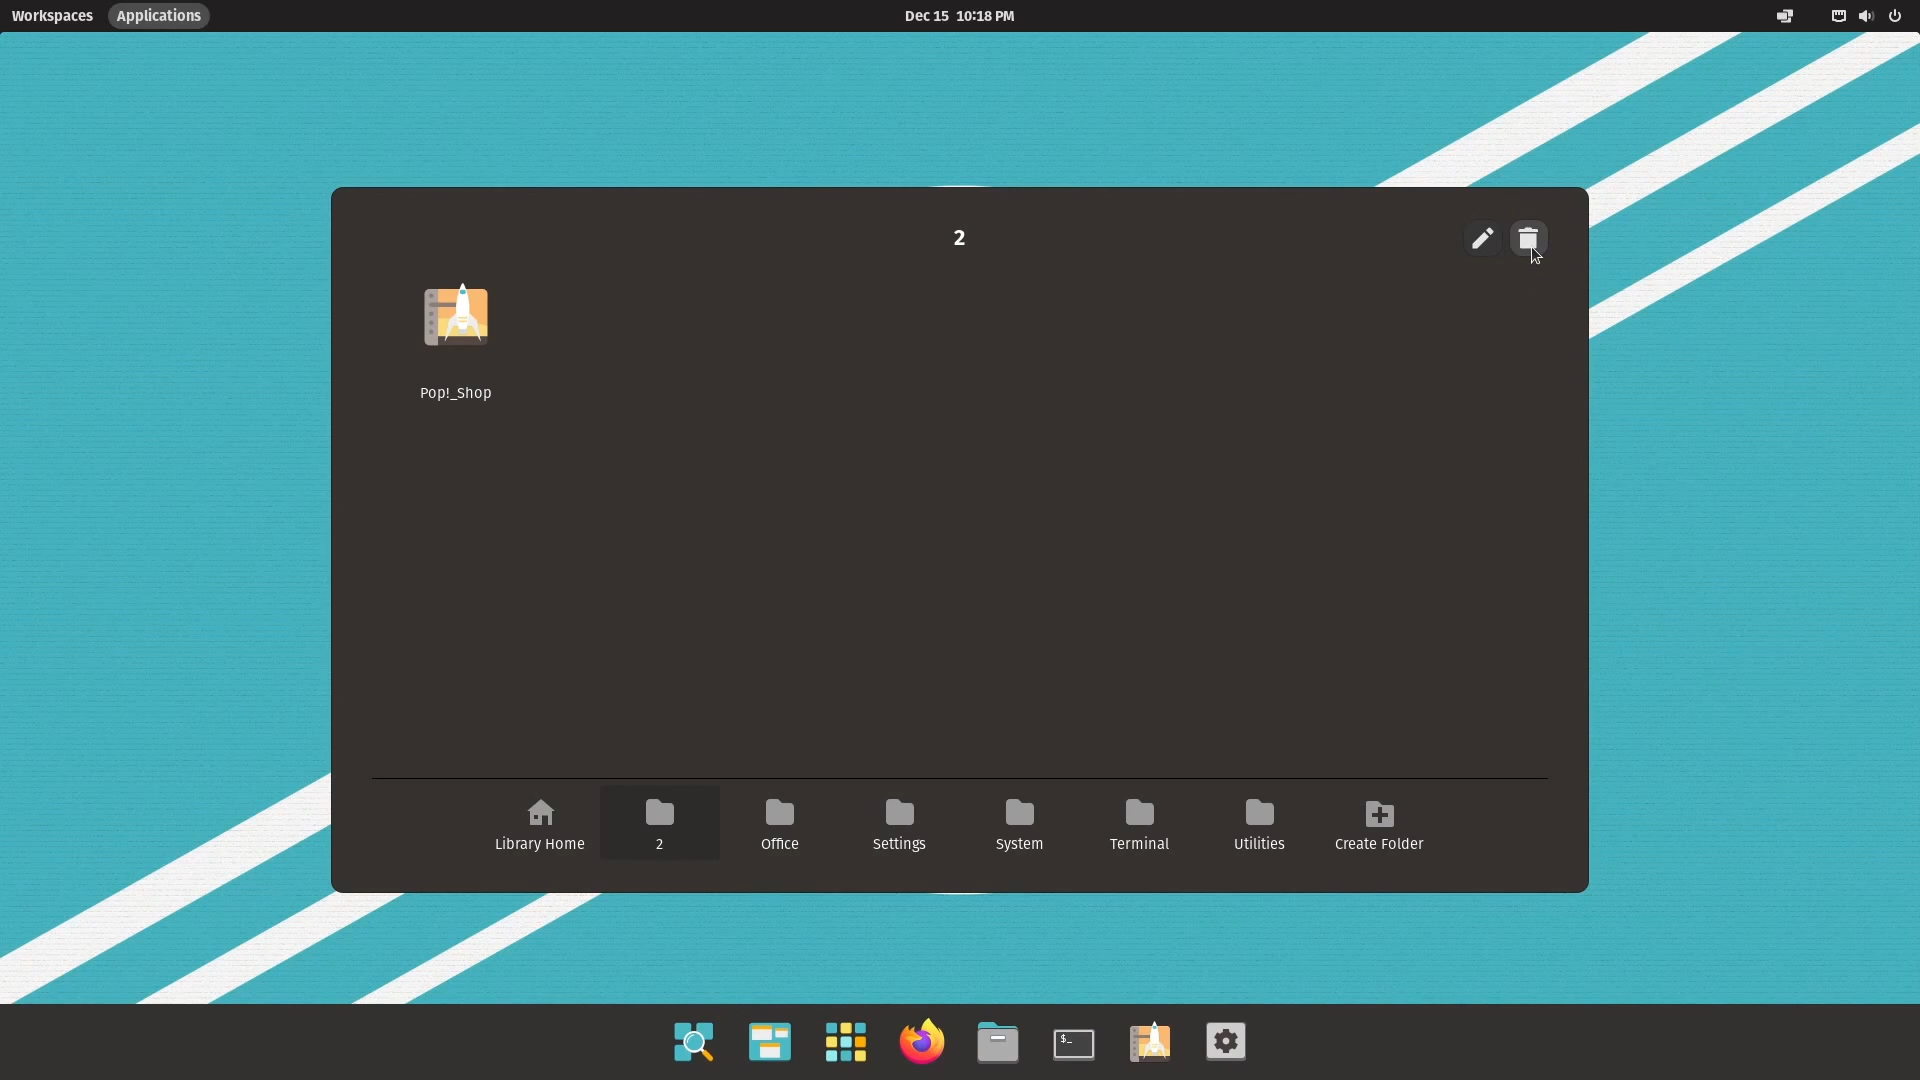 Workspaces Applications Dec 15 10:18 PM
2
Pop!_Shop
Library Home 2 Office Settings System Terminal Utilities Create Folder
$_